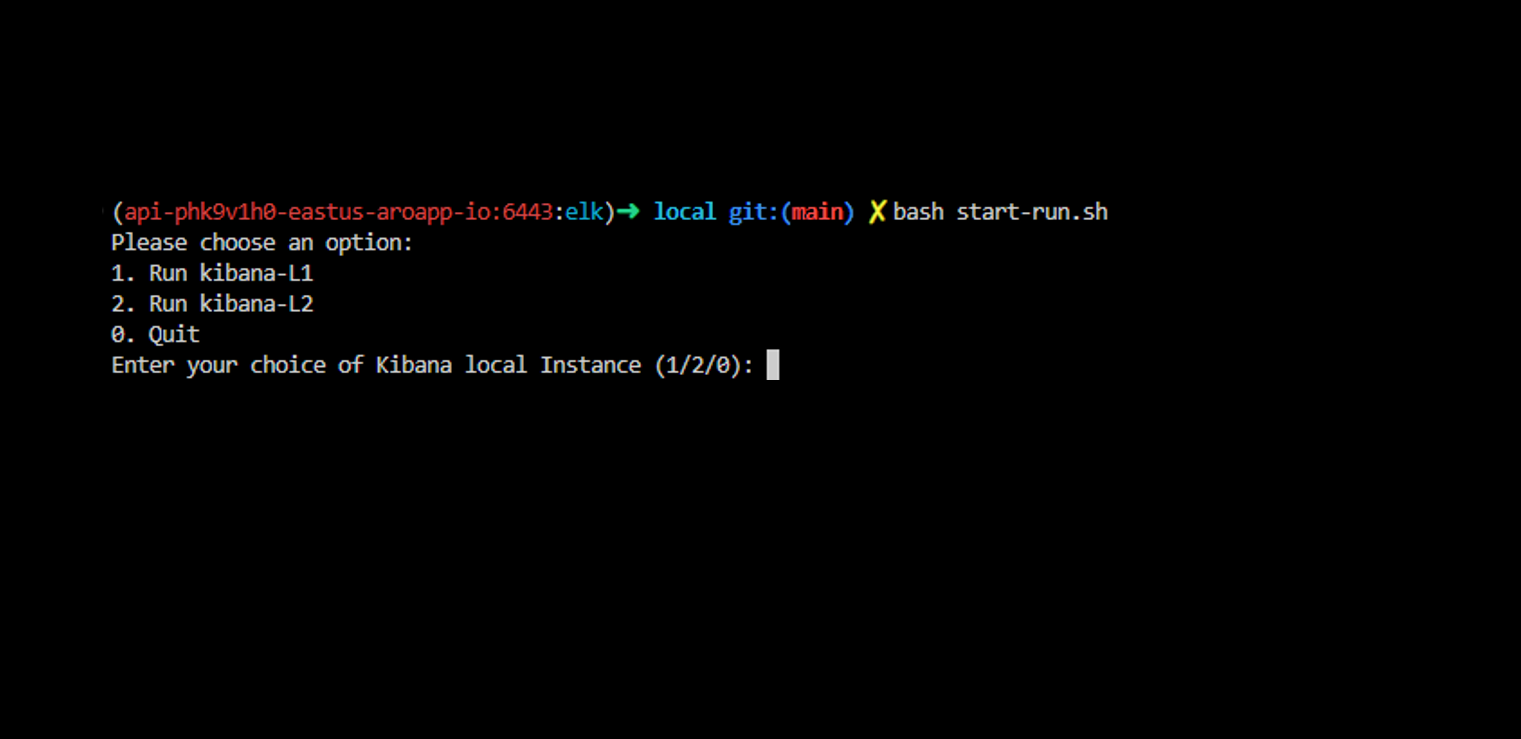 (api-phk9v1h0-eastus-aroapp-io:6443:elk)➜ local git:(main) ✗ bash start-run.sh
Please choose an option:
1. Run kibana-L1
2. Run kibana-L2
0. Quit
Enter your choice of Kibana local Instance (1/2/0):